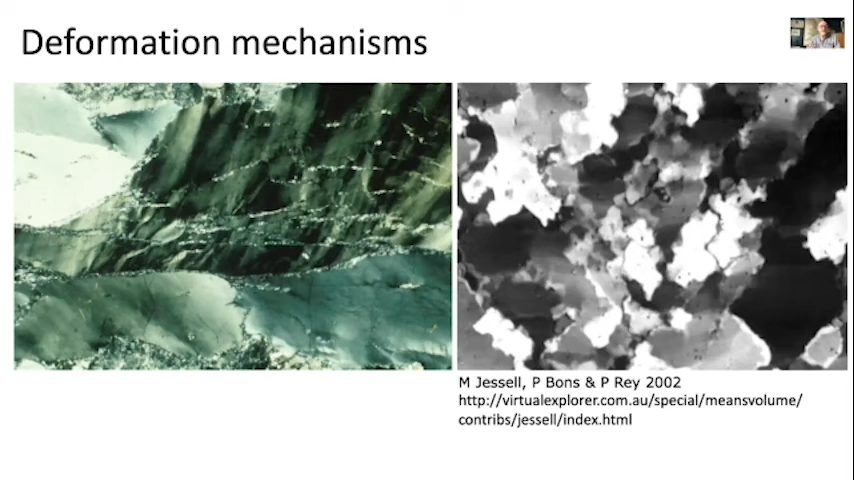 Deformation mechanisms
M Jessell, P Bons & P Rey 2002
http://virtualexplorer.com.au/special/meansvolume/
contribs/jessell/index.html